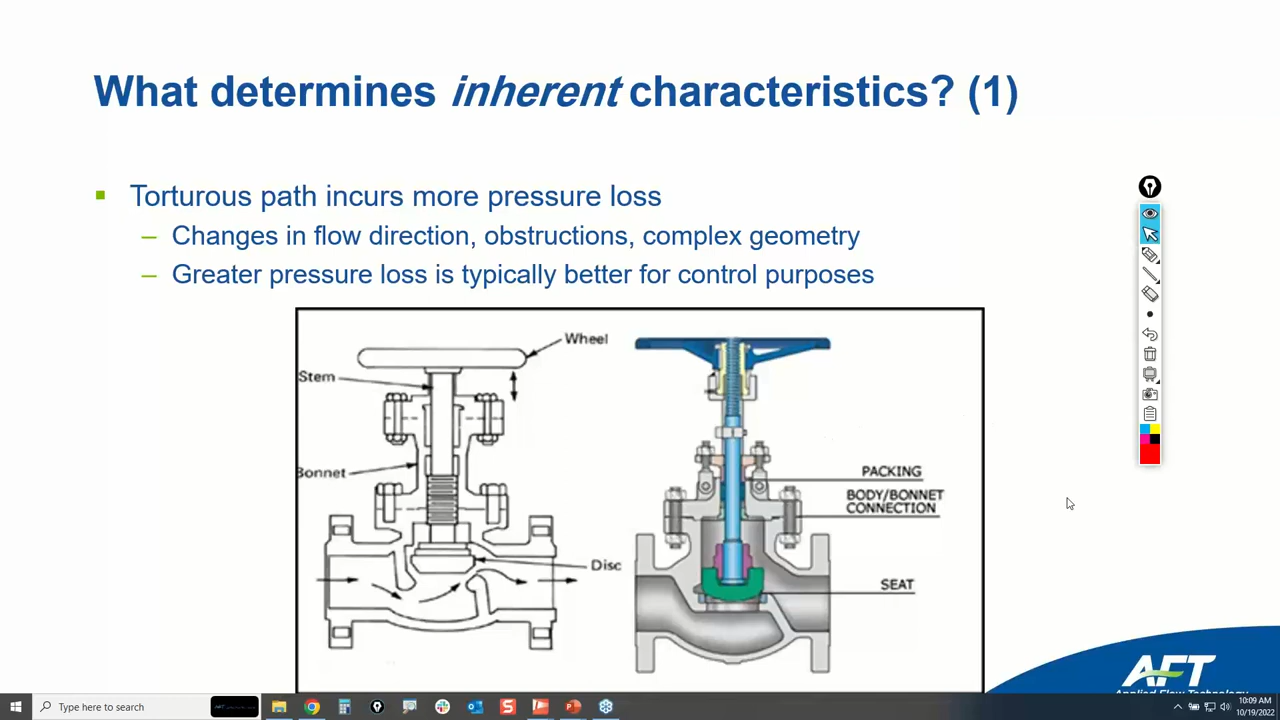 What determines inherent characteristics? (1)
Torturous path incurs more pressure loss
– Changes in flow direction, obstructions, complex geometry
– Greater pressure loss is typically better for control purposes
Wheel
Stem
Bonnet
Disc
PACKING
BODY/BONNET
CONNECTION
SEAT
AFT
Applied Flow Technology
Type here to search
10:09 AM
10/19/2022